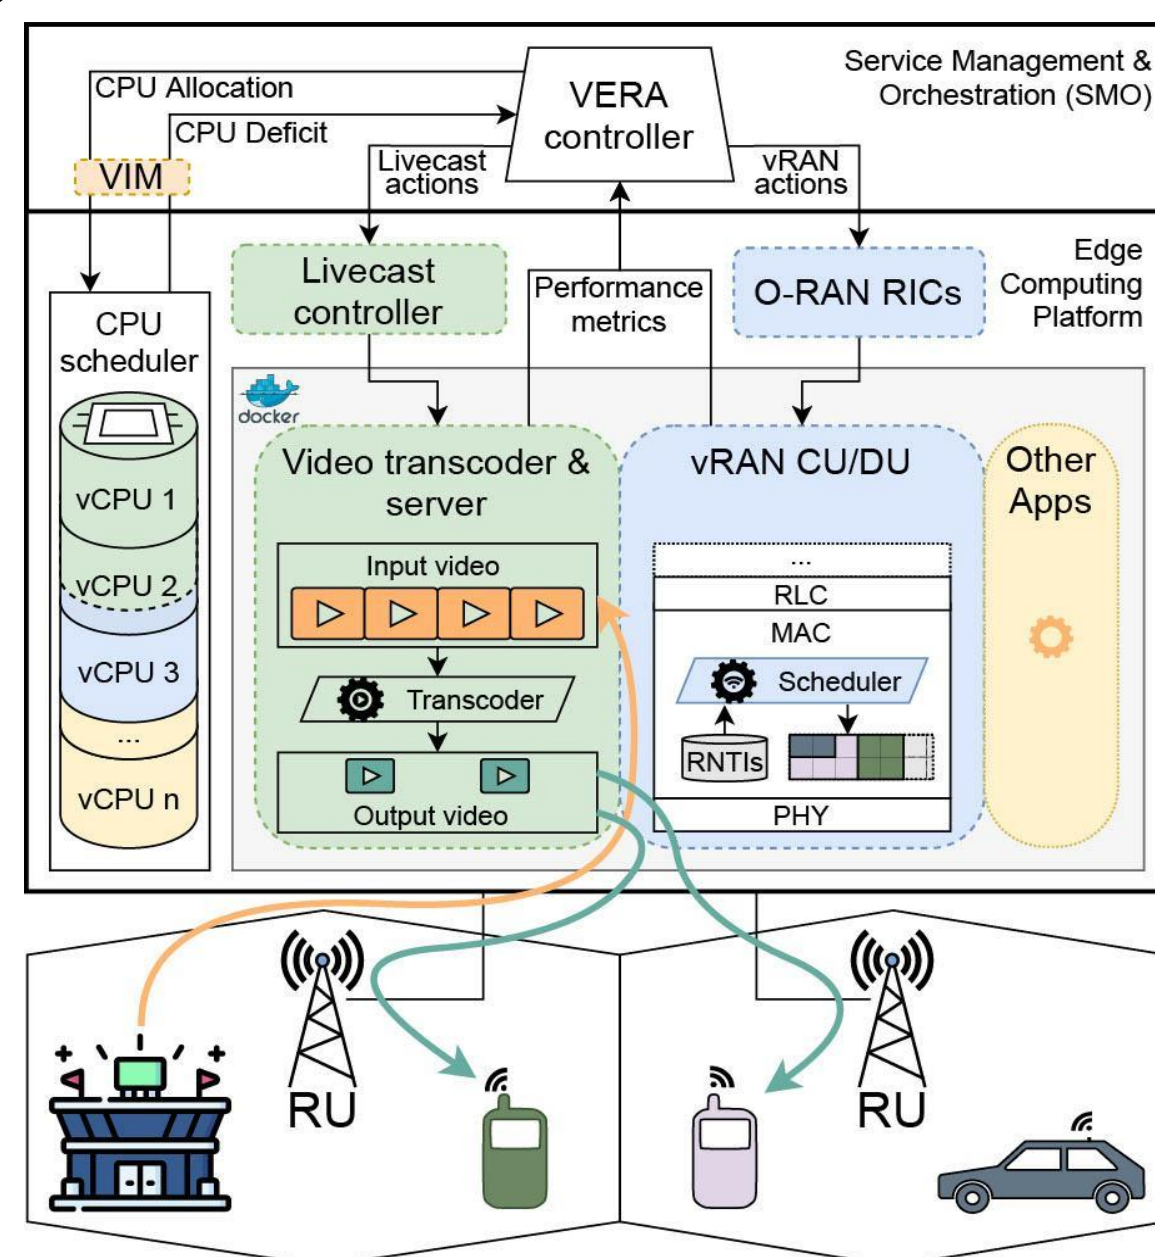 Service Management &
Orchestration (SMO)
CPU Allocation
CPU Deficit
VIM
VERA
controller
Livecast
actions
vRAN
actions
Edge
Computing
Platform
Livecast
controller
Performance
metrics
O-RAN RICs
CPU
scheduler
vCPU 1
vCPU 2
vCPU 3
...
vCPU n
docker
Video transcoder &
server
Input video
Transcoder
Output video
vRAN CU/DU
...
RLC
MAC
Scheduler
RNTIs
PHY
Other
Apps
RU
RU